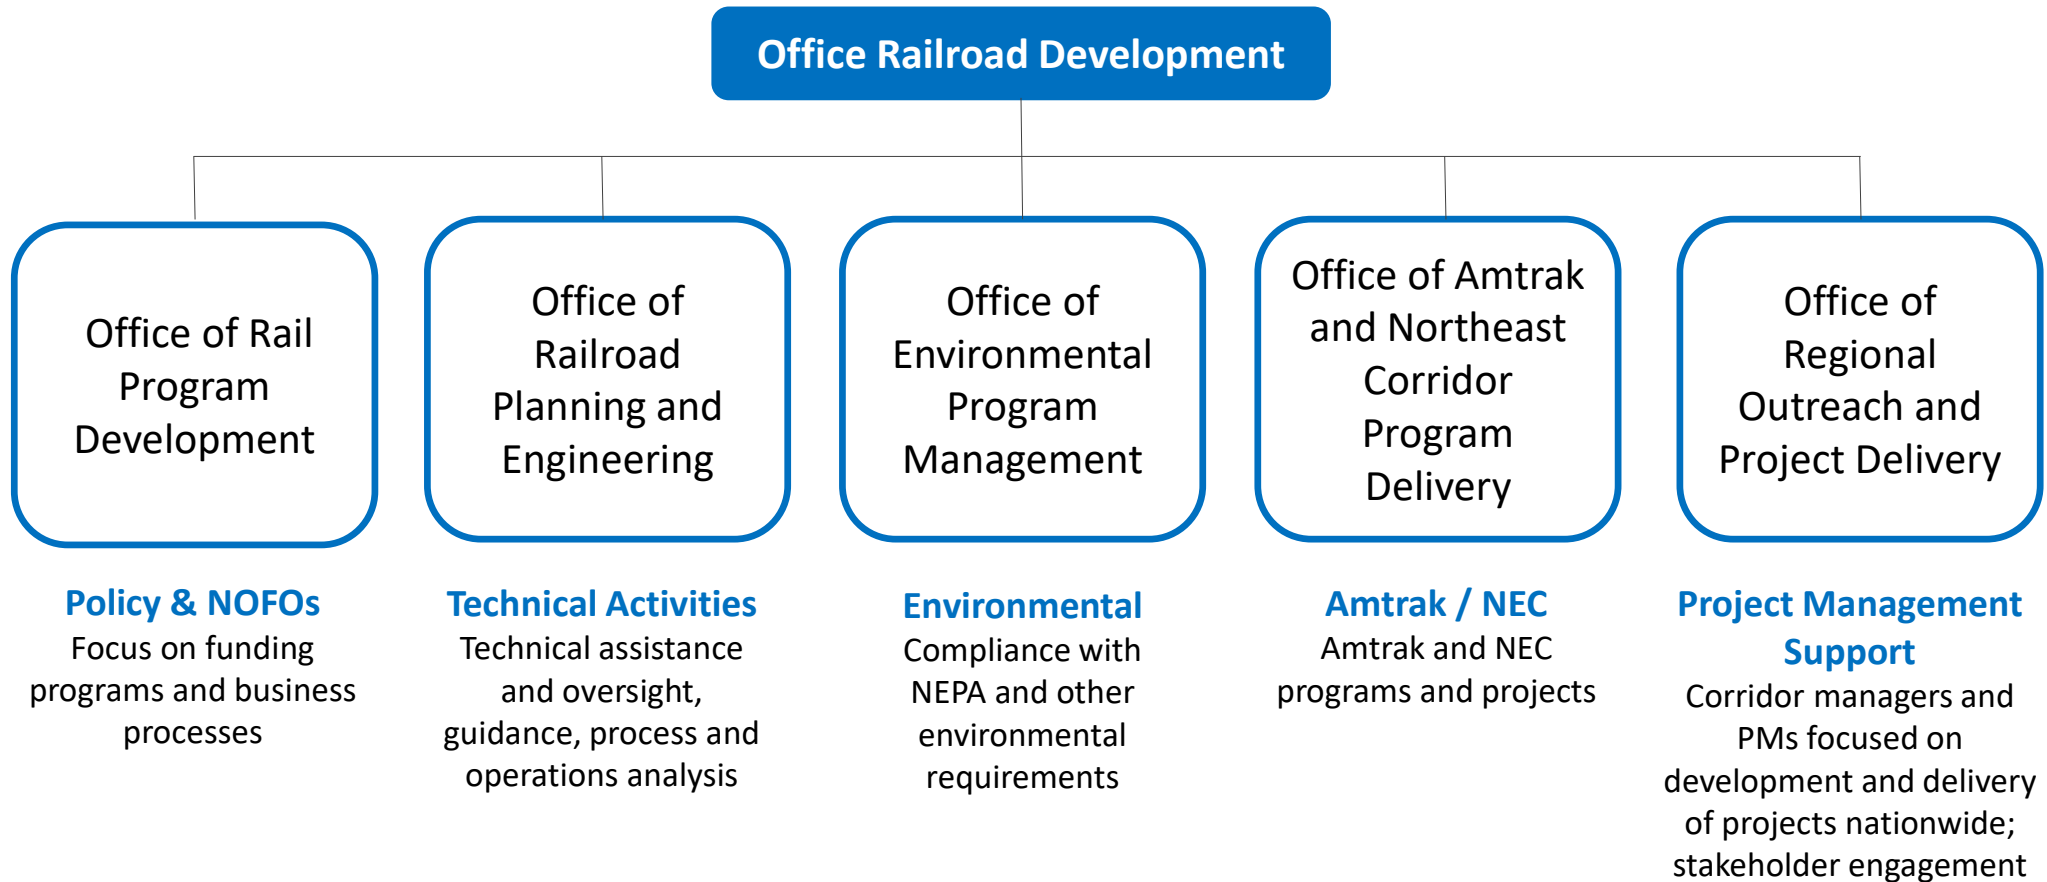 Office Railroad Development
Office of Rail
Program
Development
Office of
Railroad
Planning and
Engineering
Office of
Environmental
Program
Management
Office of Amtrak
and Northeast
Corridor
Program
Delivery
Office of
Regional
Outreach and
Project Delivery
Policy & NOFOs
Focus on funding
programs and business
processes
Technical Activities
Technical assistance
and oversight,
guidance, process and
operations analysis
Environmental
Compliance with
NEPA and other
environmental
requirements
Amtrak / NEC
Amtrak and NEC
programs and projects
Project Management
Support
Corridor managers and
PMs focused on
development and delivery
of projects nationwide;
stakeholder engagement